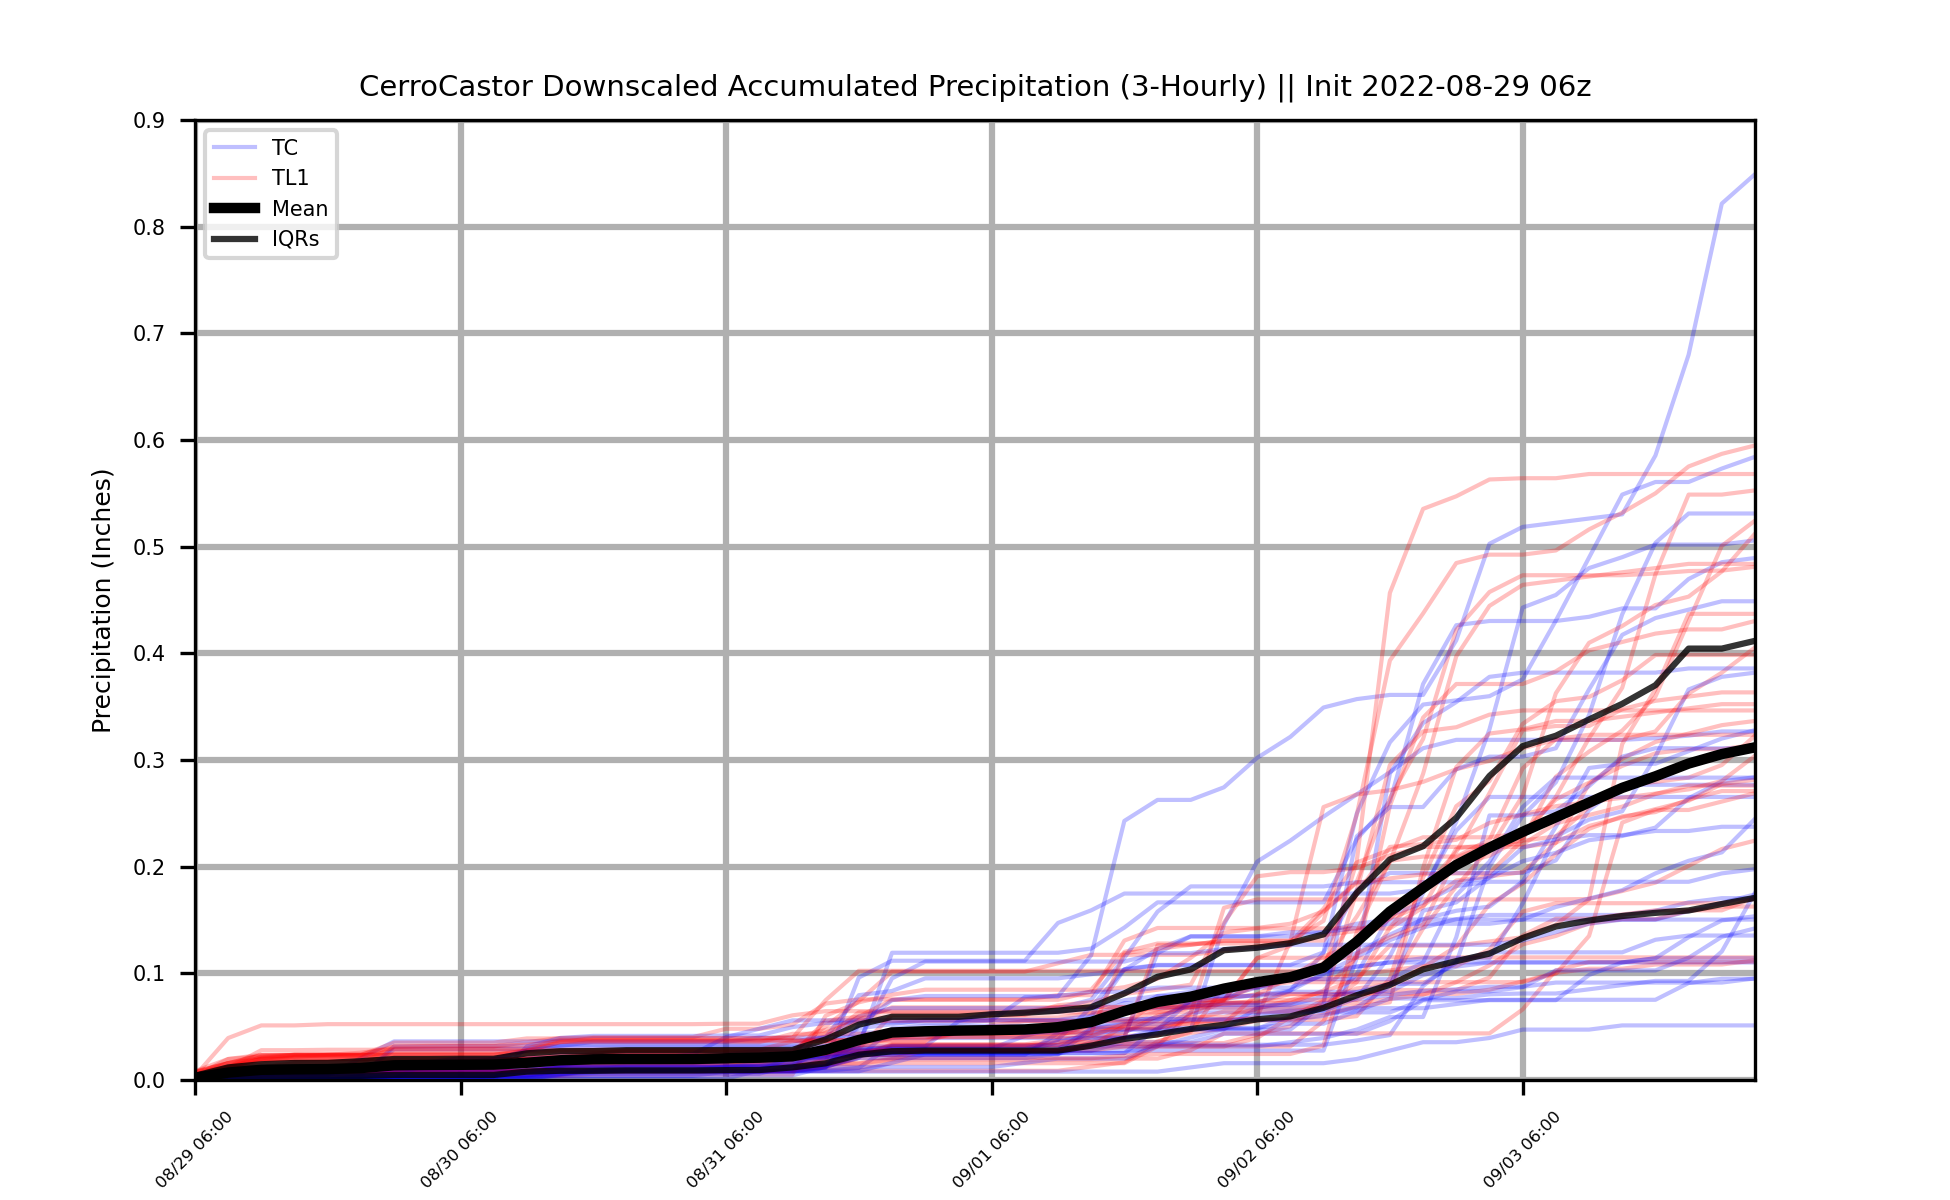 CerroCastor Downscaled Accumulated Precipitation (3-Hourly) || Init 2022-08-29 06z
TC
TL1
Mean
IQRs
Precipitation (Inches)
0.9
0.8
0.7
0.6
0.5
0.4
0.3
0.2
0.1
0.0
08/29 06:00
08/30 06:00
08/31 06:00
09/01 06:00
09/02 06:00
09/03 06:00